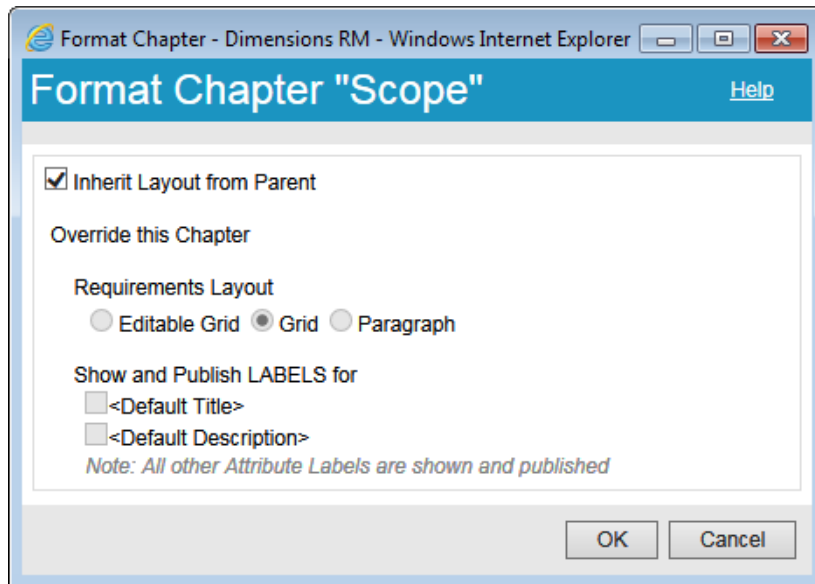 Format Chapter - Dimensions RM - Windows Internet Explorer
Format Chapter "Scope" Help
Inherit Layout from Parent
Override this Chapter
Requirements Layout
Editable Grid Grid Paragraph
Show and Publish LABELS for
<Default Title>
<Default Description>
Note: All other Attribute Labels are shown and published
OK Cancel